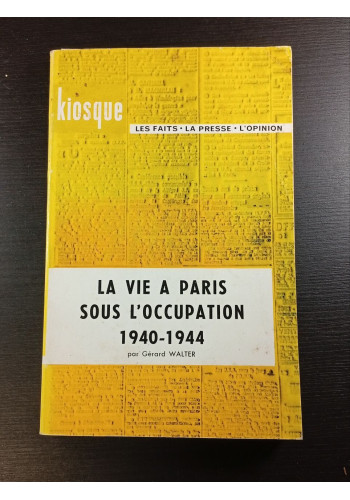 kiosque
LES FAITS • LA PRESSE • L'OPINION
LA VIE A PARIS
SOUS L'OCCUPATION
1940-1944
par Gérard WALTER